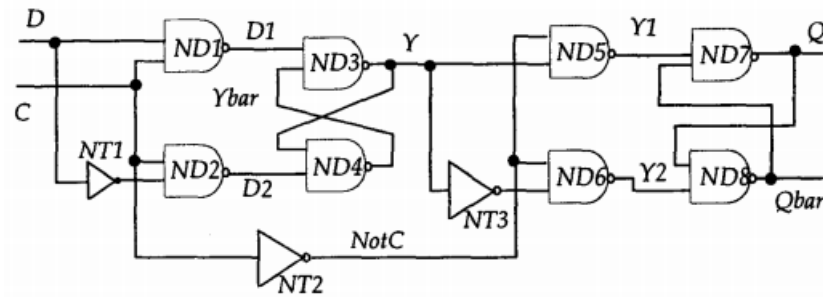 D
ND1
D1
ND3
Y
ND5
Y1
ND7
Q
Ybar
C
NT1
ND2
D2
ND4
ND6
Y2
ND8
Qbar
NT3
NotC
NT2